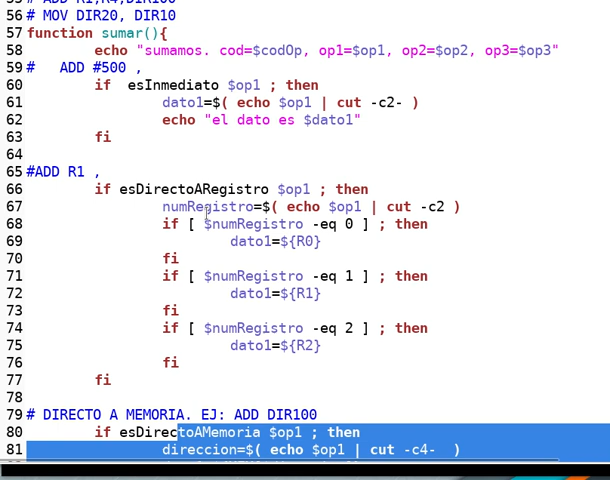 55 # ADD R1,R4,DIR100
56 # MOV DIR20, DIR10
57 function sumar(){
58 echo "sumamos. cod=$codOp, op1=$op1, op2=$op2, op3=$op3"
59 # ADD #500 ,
60 if esInmediato $op1 ; then
61 dato1=$( echo $op1 | cut -c2- )
62 echo "el dato es $dato1"
63 fi
64
65 #ADD R1 ,
66 if esDirectoARegistro $op1 ; then
67 numRegistro=$( echo $op1 | cut -c2 )
68 if [ $numRegistro -eq 0 ] ; then
69 dato1=${R0}
70 fi
71 if [ $numRegistro -eq 1 ] ; then
72 dato1=${R1}
73 fi
74 if [ $numRegistro -eq 2 ] ; then
75 dato1=${R2}
76 fi
77 fi
78
79 # DIRECTO A MEMORIA. EJ: ADD DIR100
80 if esDirectoAMemoria $op1 ; then
81 direccion=$( echo $op1 | cut -c4- )